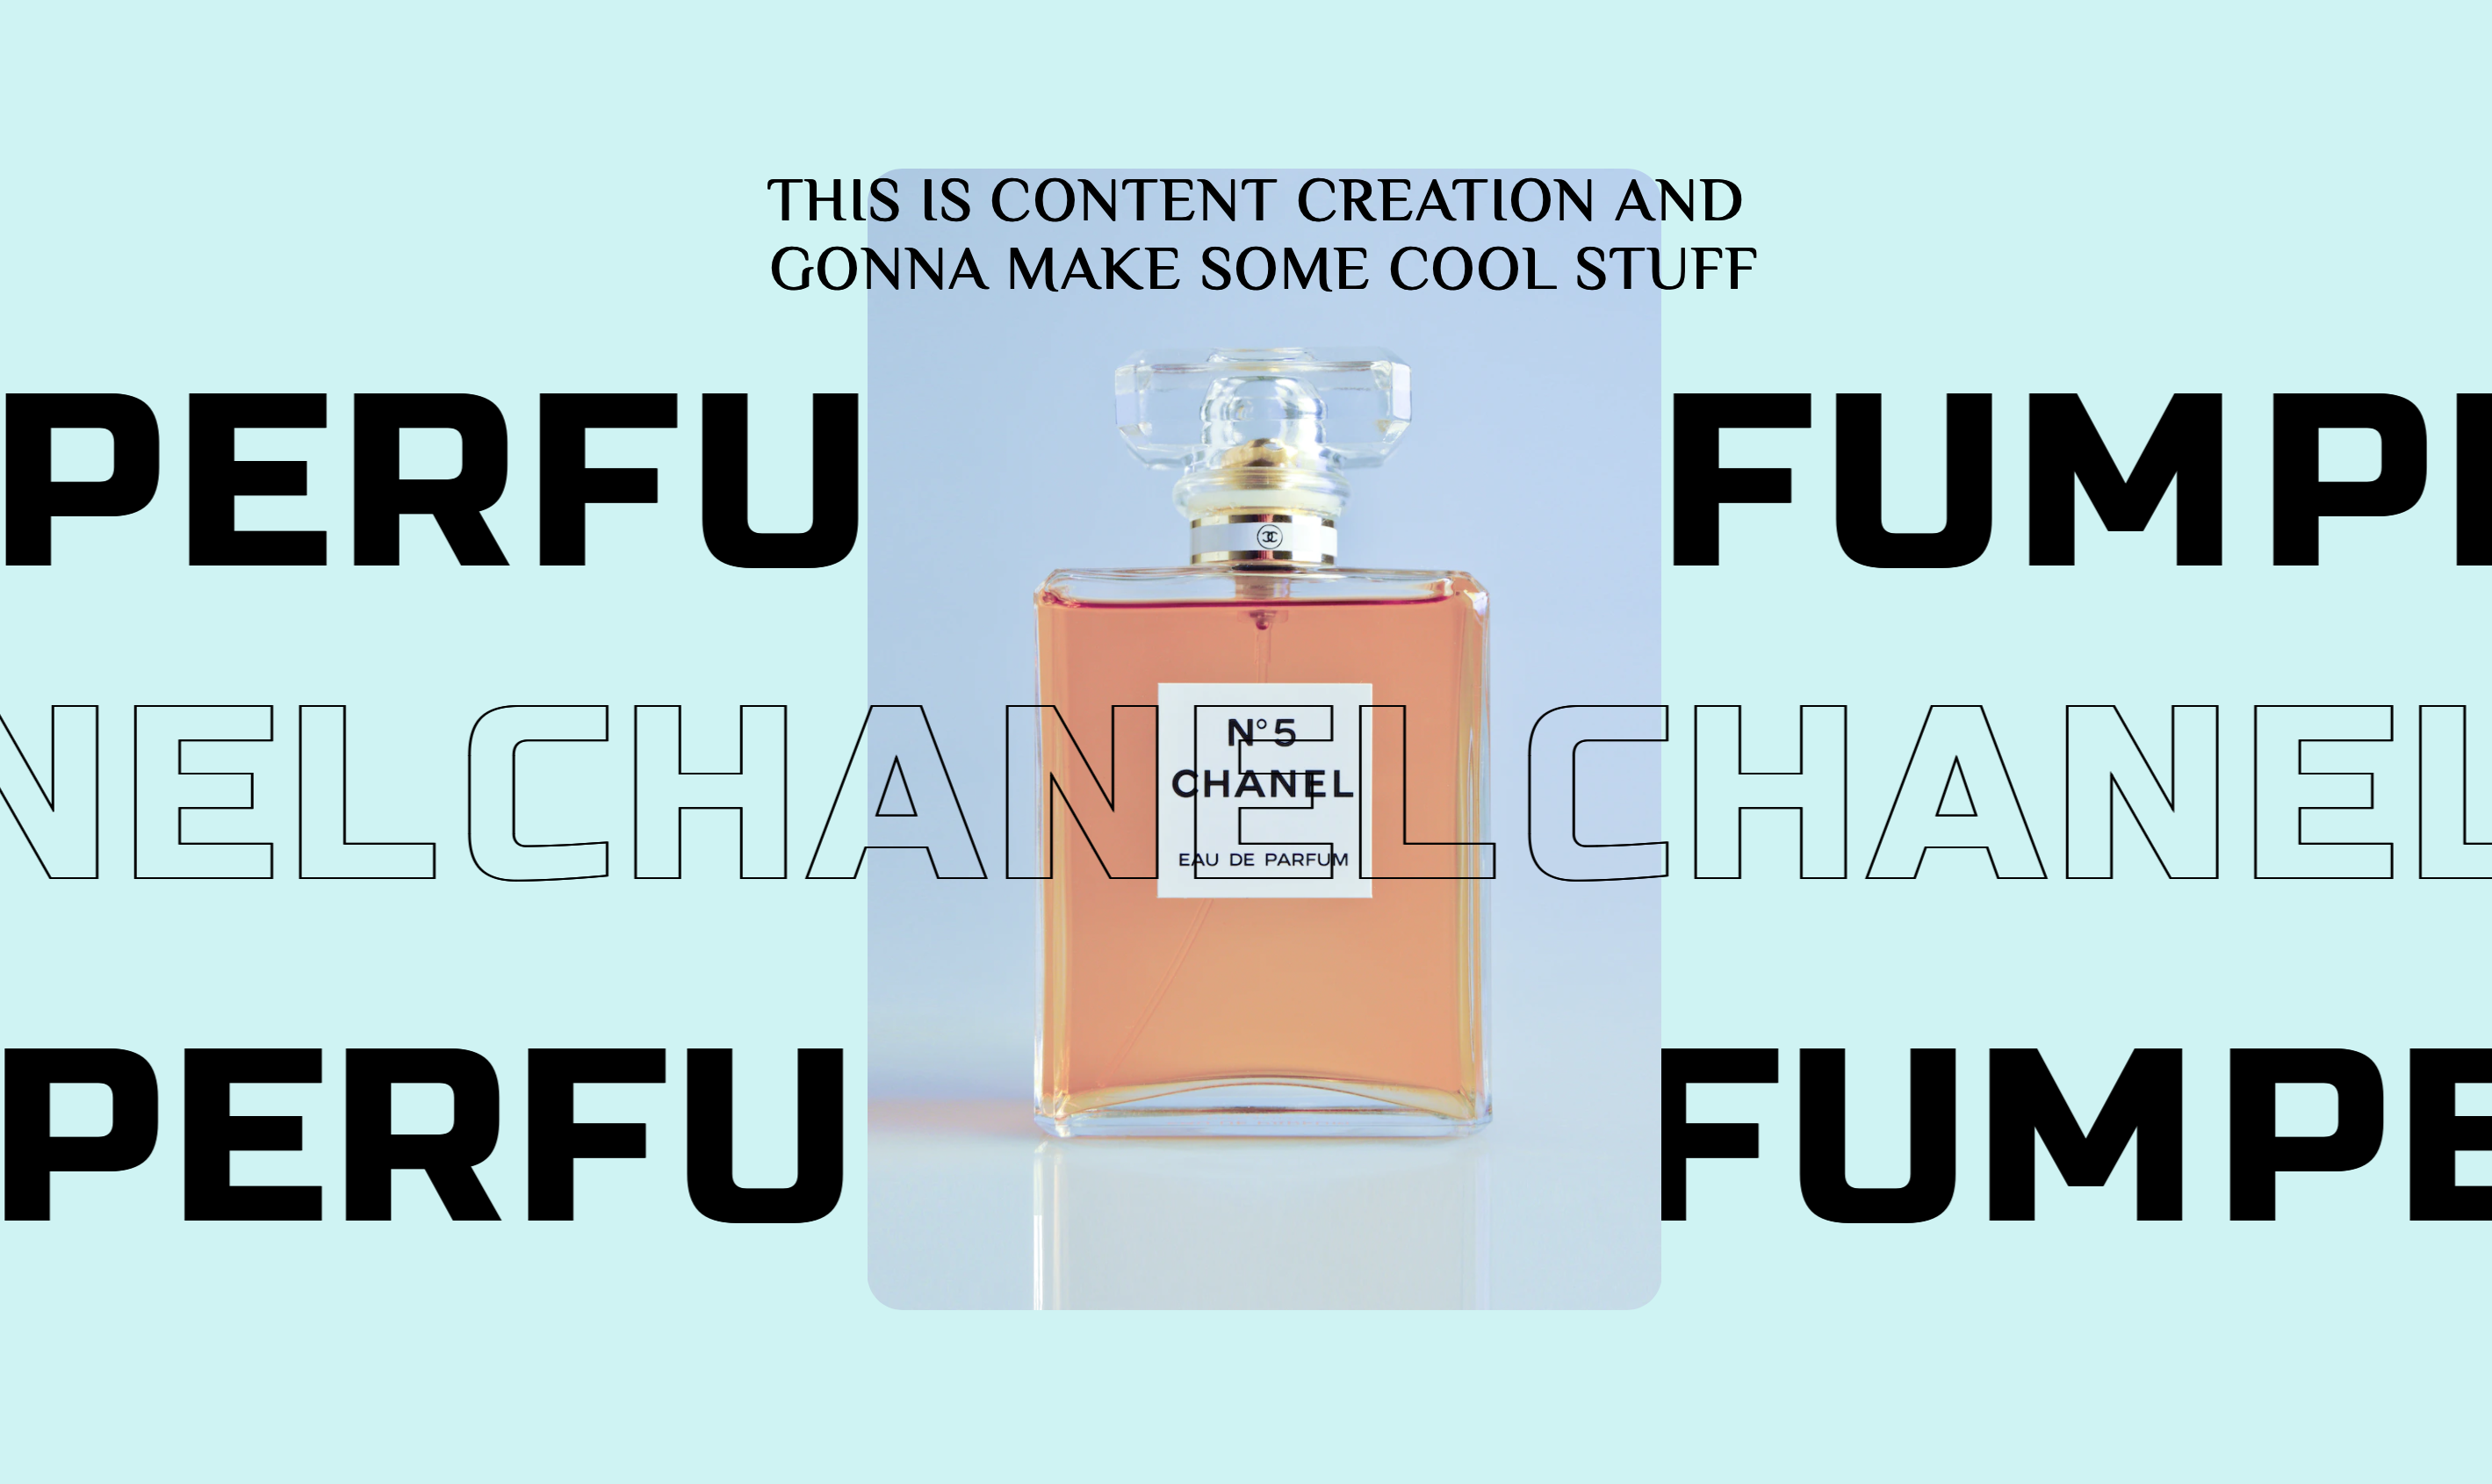 THIS IS CONTENT CREATION AND
GONNA MAKE SOME COOL STUFF
PERFU FUMPE
NELCHANELCHANEL
N°5
CHANEL
EAU DE PARFUM
PERFU FUMPE